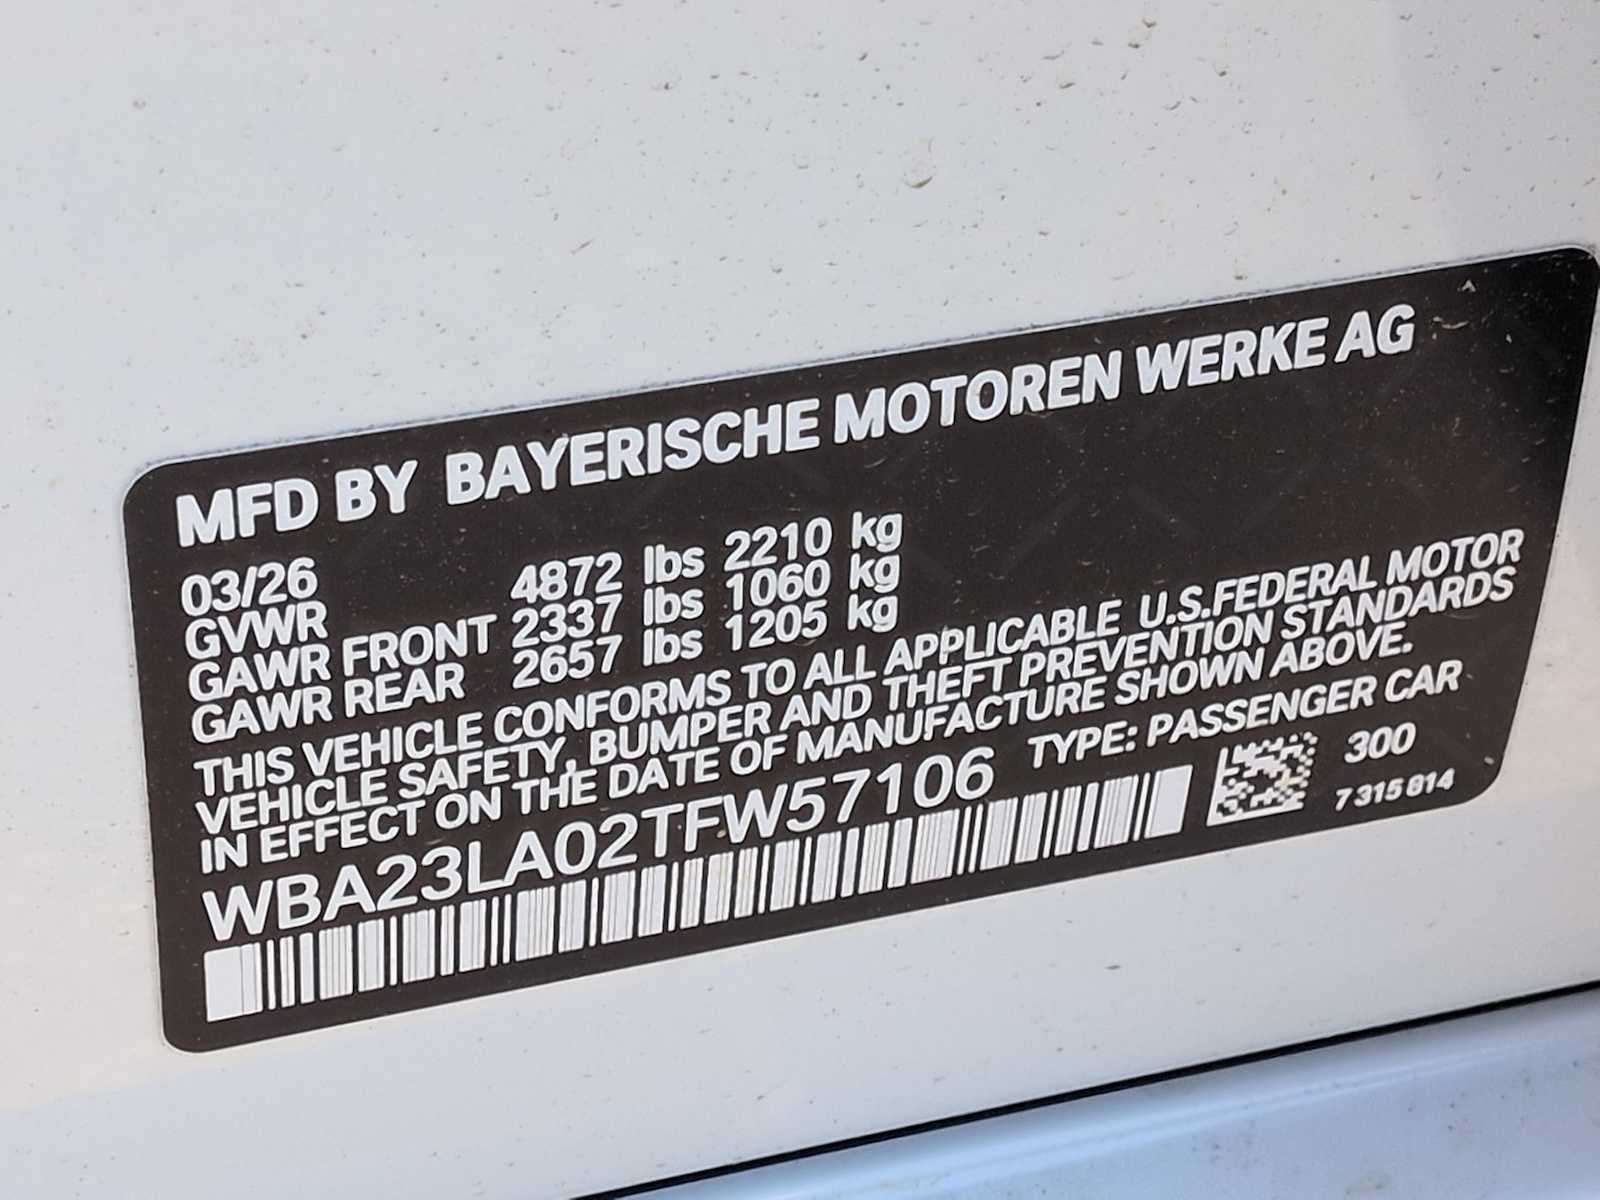 MFD BY BAYERISCHE MOTOREN WERKE AG
03/26
GVWR 4872 lbs 2210 kg
GAWR FRONT 2337 lbs 1060 kg
GAWR REAR 2657 lbs 1205 kg
THIS VEHICLE CONFORMS TO ALL APPLICABLE U.S.FEDERAL MOTOR
VEHICLE SAFETY, BUMPER AND THEFT PREVENTION STANDARDS
IN EFFECT ON THE DATE OF MANUFACTURE SHOWN ABOVE.
WBA23LA02TFW57106 TYPE: PASSENGER CAR
300
7 315 814